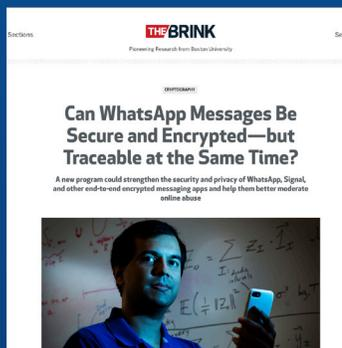 Sections
THE/BRINK
Se
Pioneering Research from Boston University
CRYPTOGRAPHY
Can WhatsApp Messages Be
Secure and Encrypted—but
Traceable at the Same Time?
A new program could strengthen the security and privacy of WhatsApp, Signal,
and other end-to-end encrypted messaging apps and help them better moderate
online abuse